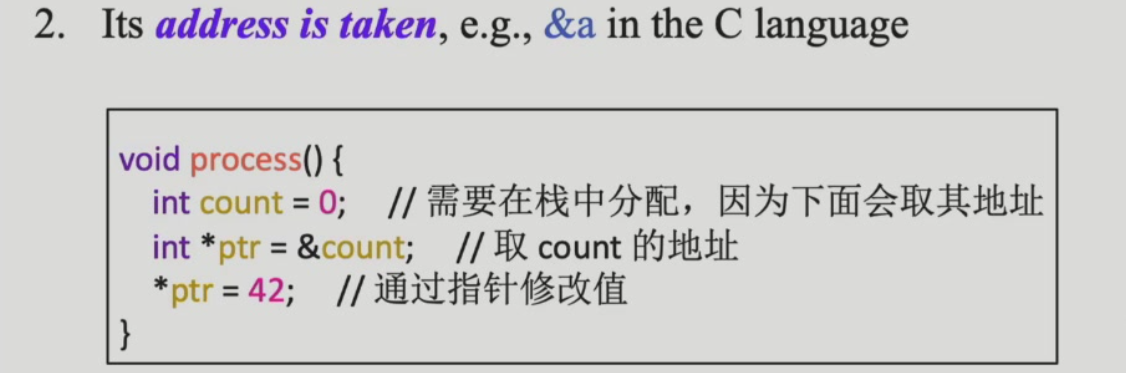 2. Its address is taken, e.g., &a in the C language
void process() {
int count = 0; // 需要在栈中分配，因为下面会取其地址
int *ptr = &count; // 取 count 的地址
*ptr = 42; // 通过指针修改值
}